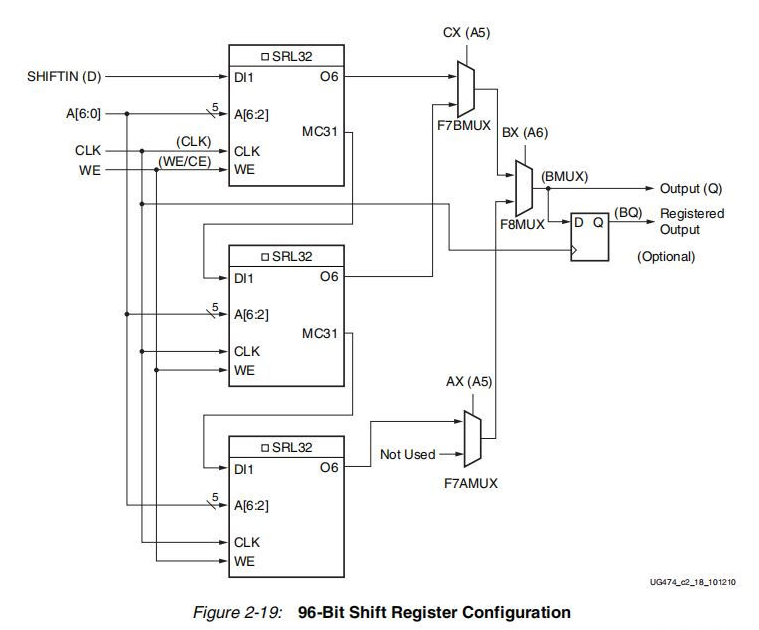 CX (A5)
SRL32
SHIFTIN (D)
DI1
O6
A[6:0]
5
A[6:2]
F7BMUX
MC31
BX (A6)
CLK
(CLK)
CLK
WE
(WE/CE)
WE
(BMUX)
Output (Q)
F8MUX
D Q
(BQ)
Registered
Output
(Optional)
SRL32
DI1
O6
5
A[6:2]
MC31
CLK
WE
AX (A5)
SRL32
DI1
O6
Not Used
F7AMUX
5
A[6:2]
CLK
WE
UG474_c2_18_101210
Figure 2-19: 96-Bit Shift Register Configuration